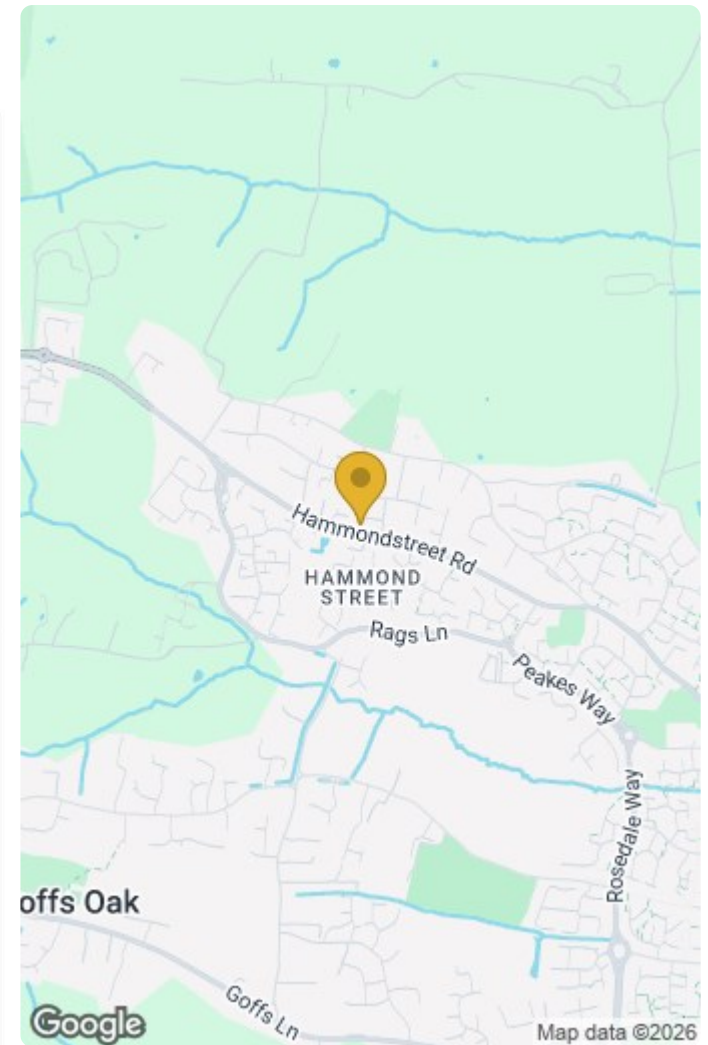 Hammondstreet Rd
HAMMOND
STREET
Rags Ln
Peakes Way
Rosedale Way
offs Oak
Goffs Ln
Google
Map data ©2026